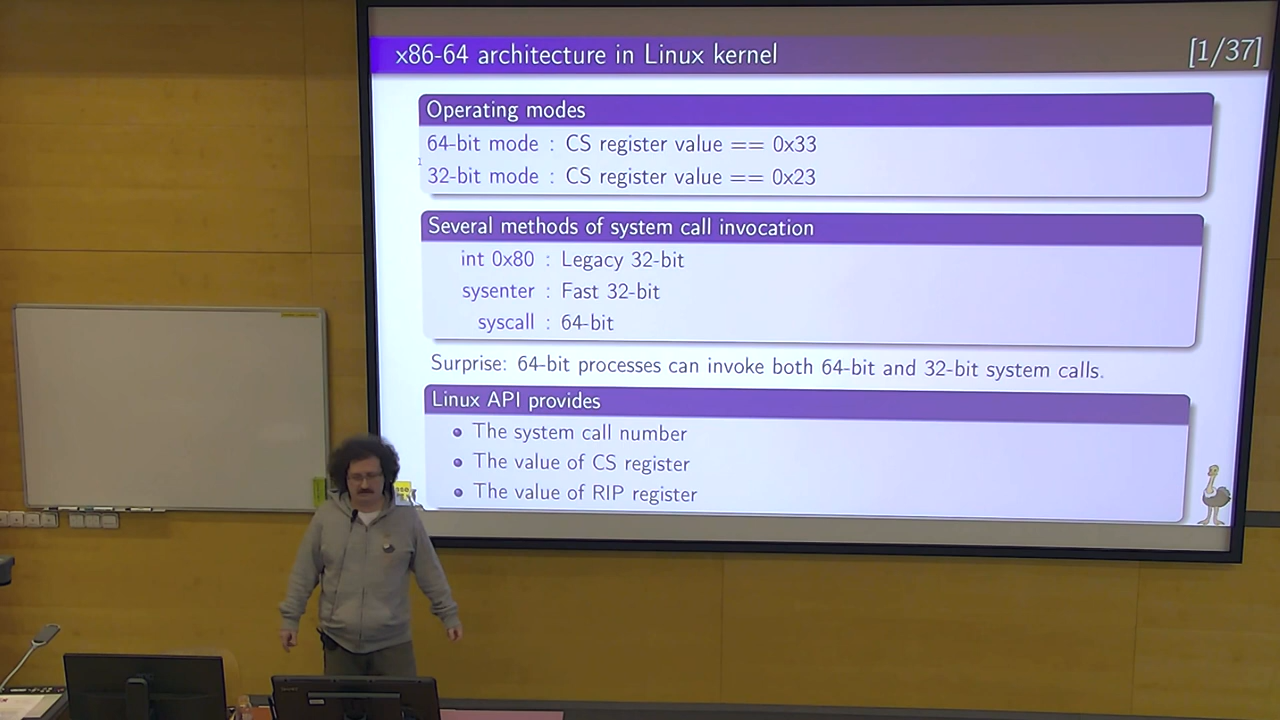 x86-64 architecture in Linux kernel [1/37]
Operating modes
64-bit mode : CS register value == 0x33
1
32-bit mode : CS register value == 0x23
Several methods of system call invocation
int 0x80 : Legacy 32-bit
sysenter : Fast 32-bit
syscall : 64-bit
Surprise: 64-bit processes can invoke both 64-bit and 32-bit system calls.
Linux API provides
The system call number
The value of CS register
The value of RIP register